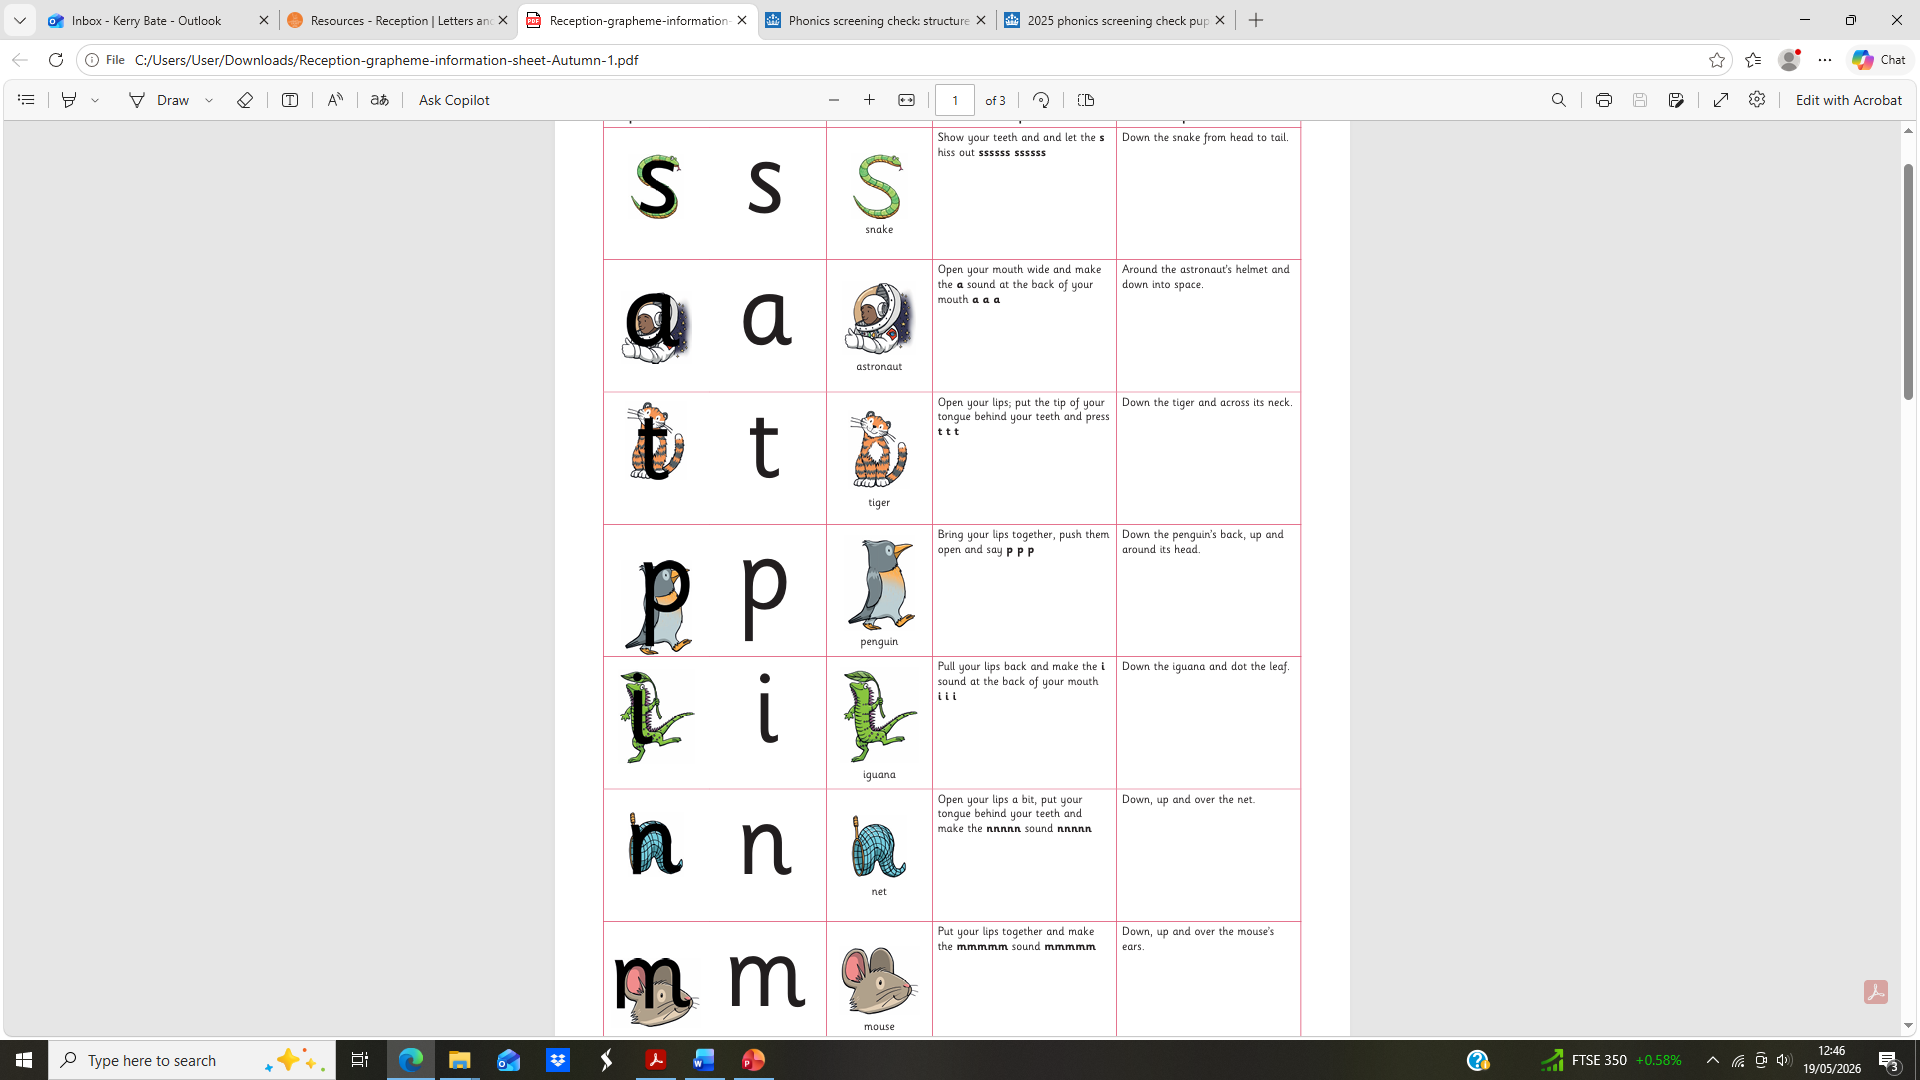 Inbox - Kerry Bate - Outlook
Resources - Reception | Letters an
Reception-grapheme-information-
Phonics screening check: structure
2025 phonics screening check pup
File C:/Users/User/Downloads/Reception-grapheme-information-sheet-Autumn-1.pdf
Chat
Draw
Ask Copilot
1 of 3
Edit with Acrobat
s s
snake
Show your teeth and and let the s
hiss out ssssss ssssss
Down the snake from head to tail.
a a
astronaut
Open your mouth wide and make
the a sound at the back of your
mouth a a a
Around the astronaut's helmet and
down into space.
t t
tiger
Open your lips; put the tip of your
tongue behind your teeth and press
t t t
Down the tiger and across its neck.
p p
penguin
Bring your lips together, push them
open and say p p p
Down the penguin's back, up and
around its head.
i i
iguana
Pull your lips back and make the i
sound at the back of your mouth
i i i
Down the iguana and dot the leaf.
n n
net
Open your lips a bit, put your
tongue behind your teeth and
make the nnnnn sound nnnnn
Down, up and over the net.
m m
mouse
Put your lips together and make
the mmmmm sound mmmmm
Down, up and over the mouse's
ears.
Type here to search
FTSE 350 +0.58%
12:46
19/05/2026
3